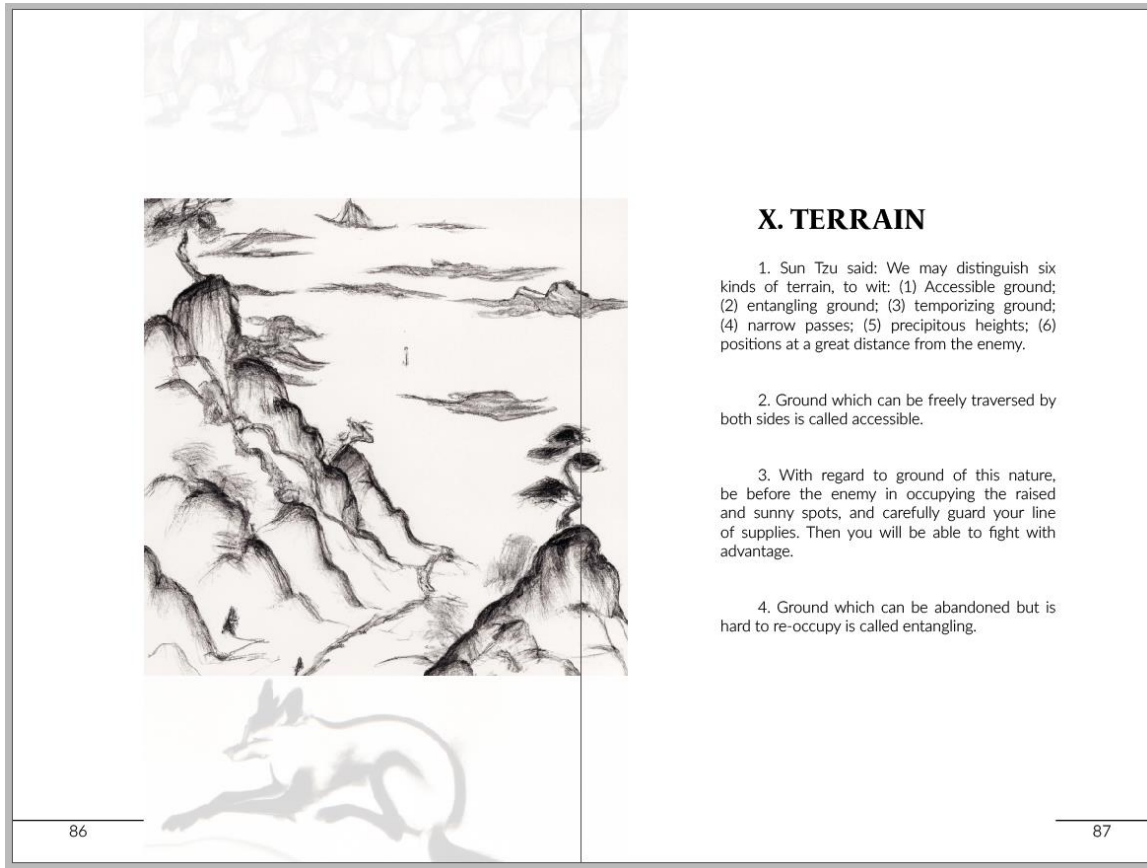 X. TERRAIN
1. Sun Tzu said: We may distinguish six
kinds of terrain, to wit: (1) Accessible ground;
(2) entangling ground; (3) temporizing ground;
(4) narrow passes; (5) precipitous heights; (6)
positions at a great distance from the enemy.
2. Ground which can be freely traversed by
both sides is called accessible.
3. With regard to ground of this nature,
be before the enemy in occupying the raised
and sunny spots, and carefully guard your line
of supplies. Then you will be able to fight with
advantage.
4. Ground which can be abandoned but is
hard to re-occupy is called entangling.
86
87